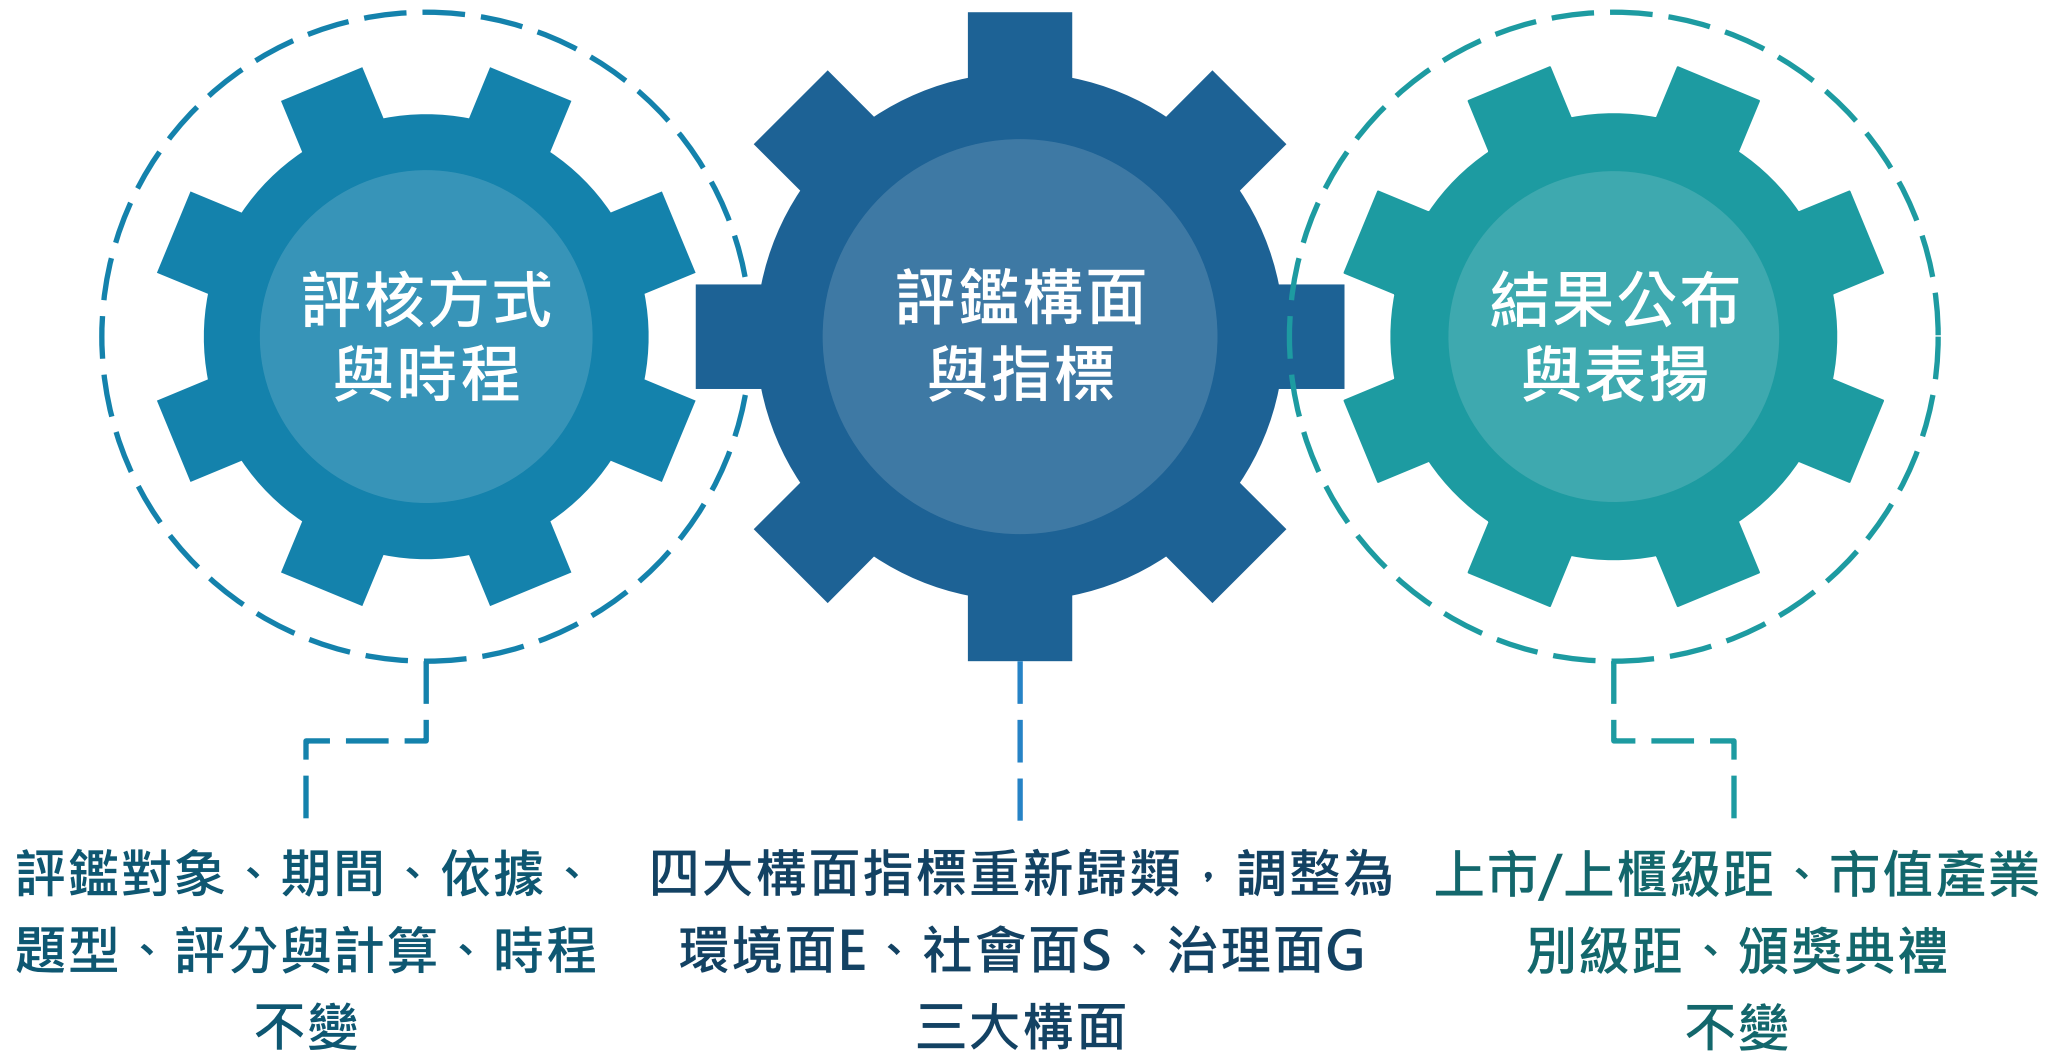 評核方式
與時程
評鑑構面
與指標
結果公布
與表揚
評鑑對象、期間、依據、
題型、評分與計算、時程
不變
四大構面指標重新歸類，調整為
環境面E、社會面S、治理面G
三大構面
上市/上櫃級距、市值產業
別級距、頒獎典禮
不變